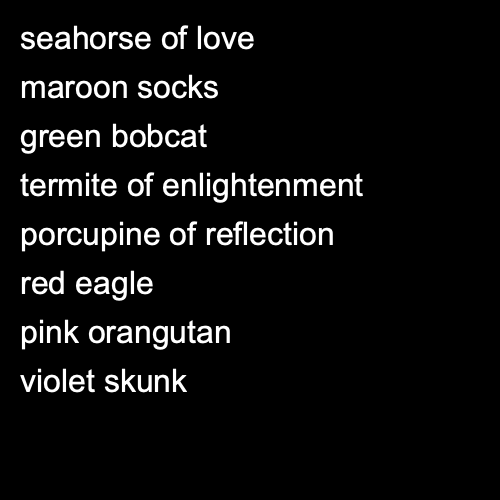 seahorse of love
maroon socks
green bobcat
termite of enlightenment
porcupine of reflection
red eagle
pink orangutan
violet skunk